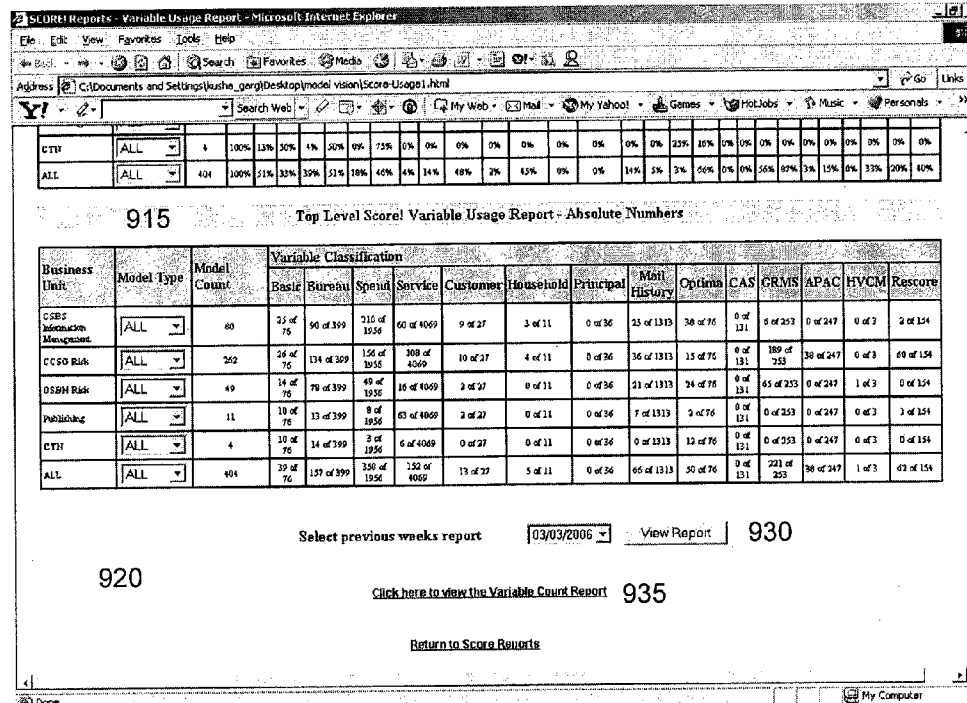 SCORE! Reports - Variable Usage Report - Microsoft Internet Explorer
File Edit View Favorites Tools Help
Back Search Favorites Media
Address C:\Documents and Settings\kusha_garg\Desktop\model vision\Score-Usage1.html Go Links
Y! Search Web My Web Mail My Yahoo! Games HotJobs Music Personals
CTN ALL 4 100% 13% 50% 4% 50% 0% 75% 0% 0% 0% 0% 0% 0% 0% 0% 0% 25% 16% 0% 0% 0% 0% 0% 0% 0% 0% 0% 0%
ALL ALL 404 100% 51% 33% 39% 51% 18% 46% 4% 14% 48% 2% 45% 0% 0% 14% 5% 3% 66% 0% 0% 56% 87% 3% 15% 0% 33% 20% 40%
915 Top Level Score! Variable Usage Report - Absolute Numbers
Business Unit Model Type Model Count Variable Classification
Basic Bureau Spend Service Customer Household Principal Mail History Optima CAS GRMS APAC HVCM Rescore
CSBS Information Management ALL 80 25 of 76 90 of 399 210 of 1956 60 of 4069 9 of 27 3 of 11 0 of 36 25 of 1313 38 of 76 0 of 131 6 of 253 0 of 247 0 of 3 2 of 154
CCSG Risk ALL 262 26 of 76 134 of 399 156 of 1956 108 of 4069 10 of 27 4 of 11 0 of 36 36 of 1313 15 of 76 0 of 131 189 of 253 38 of 247 0 of 3 60 of 154
OSBN Risk ALL 49 14 of 76 78 of 399 49 of 1956 16 of 4069 2 of 27 0 of 11 0 of 36 21 of 1313 24 of 76 0 of 131 65 of 253 0 of 247 1 of 3 0 of 154
Publishing ALL 11 10 of 76 13 of 399 8 of 1956 63 of 4069 2 of 27 0 of 11 0 of 36 7 of 1313 2 of 76 0 of 131 0 of 253 0 of 247 0 of 3 1 of 154
CTN ALL 4 10 of 76 14 of 399 3 of 1956 6 of 4069 0 of 27 0 of 11 0 of 36 0 of 1313 12 of 76 0 of 131 0 of 253 0 of 247 0 of 3 0 of 154
ALL ALL 404 39 of 76 157 of 399 350 of 1956 152 of 4069 13 of 27 5 of 11 0 of 36 66 of 1313 50 of 76 0 of 131 221 of 253 38 of 247 1 of 3 62 of 154
Select previous weeks report 03/03/2006 View Report 930
920
Click here to view the Variable Count Report 935
Return to Score Reports
Done My Computer